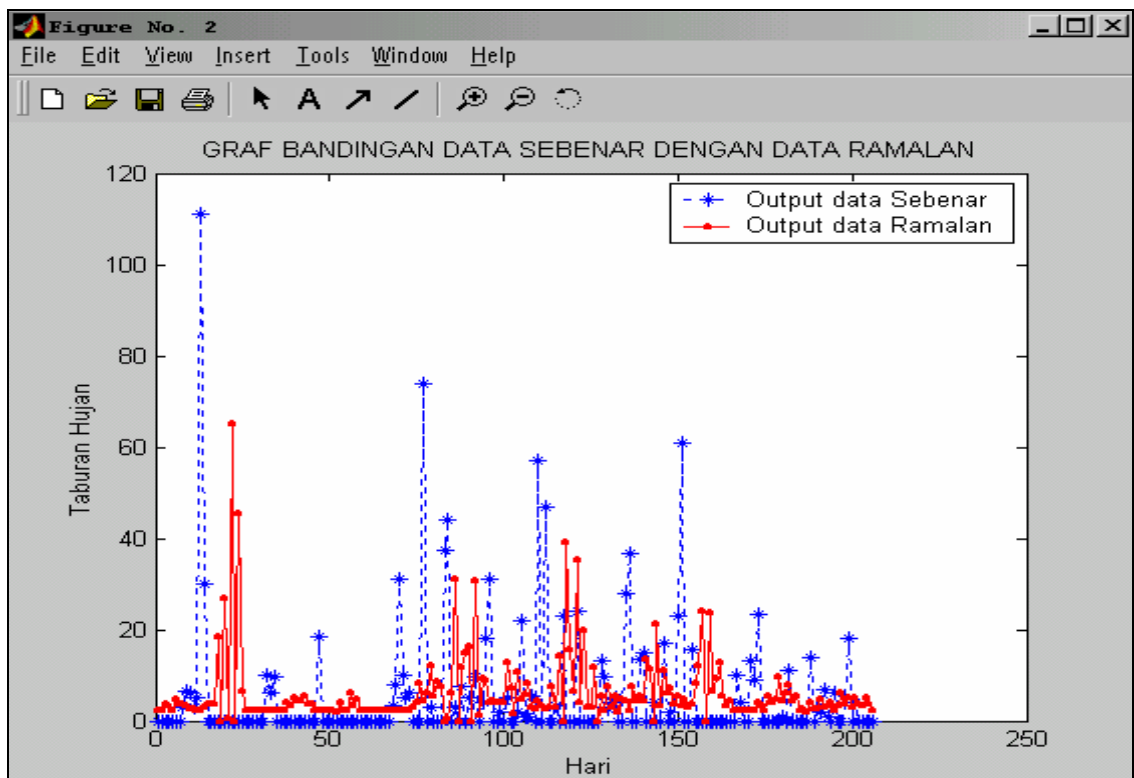 Figure No. 2
File Edit View Insert Tools Window Help
A
GRAF BANDINGAN DATA SEBENAR DENGAN DATA RAMALAN
Output data Sebenar
Output data Ramalan
120
100
80
60
40
20
0
Taburan Hujan
0 50 100 150 200 250
Hari